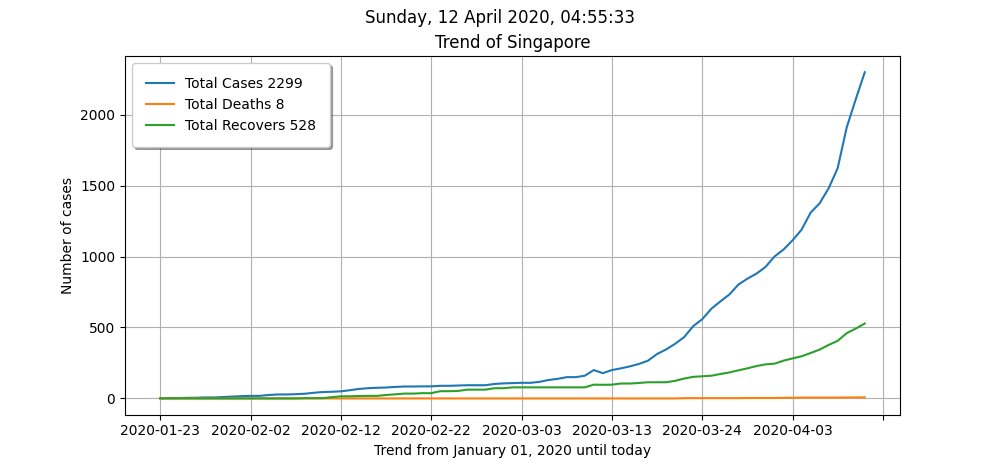 Sunday, 12 April 2020, 04:55:33
Trend of Singapore
Total Cases 2299
Total Deaths 8
Total Recovers 528
Number of cases
2000
1500
1000
500
0
2020-01-23 2020-02-02 2020-02-12 2020-02-22 2020-03-03 2020-03-13 2020-03-24 2020-04-03
Trend from January 01, 2020 until today